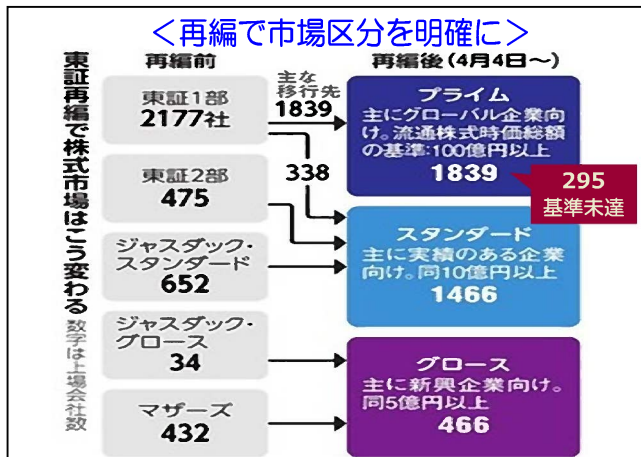 ＜再編で市場区分を明確に＞
東証再編で株式市場はこう変わる
数字は上場会社数
再編前
東証1部
2177社
東証2部
475
ジャスダック・
スタンダード
652
ジャスダック・
グロース
34
マザーズ
432
主な
移行先
1839
338
再編後(4月4日〜)
プライム
主にグローバル企業向
け。流通株式時価総額
の基準:100億円以上
1839
295
基準未達
スタンダード
主に実績のある企業
向け。同10億円以上
1466
グロース
主に新興企業向け。
同5億円以上
466